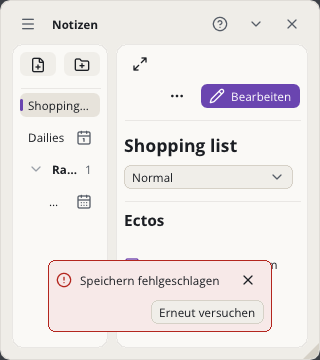 Notizen
Shopping...
Dailies
Ra... 1
...
Bearbeiten
Shopping list
Normal
Ectos
Speichern fehlgeschlagen
Erneut versuchen